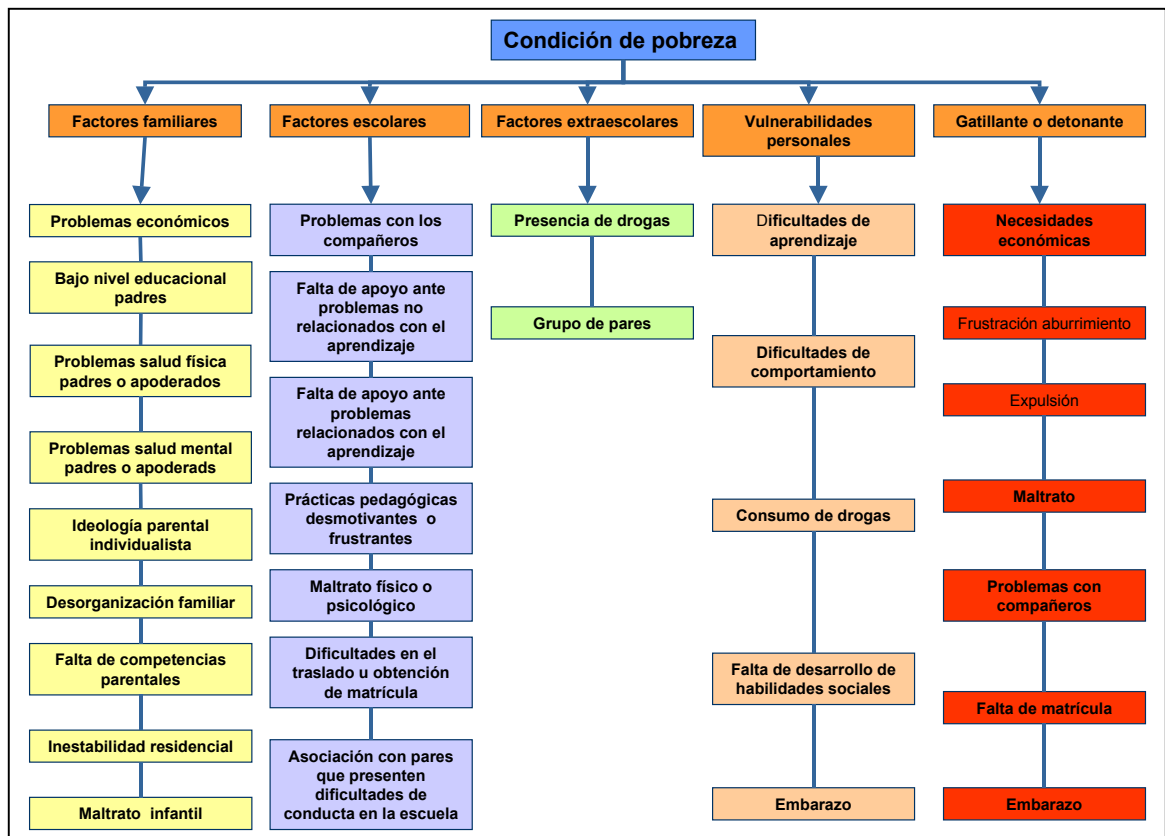 Condición de pobreza
Factores familiares
Problemas económicos
Bajo nivel educacional
padres
Problemas salud física
padres o apoderados
Problemas salud mental
padres o apoderads
Ideología parental
individualista
Desorganización familiar
Falta de competencias
parentales
Inestabilidad residencial
Maltrato infantil
Factores escolares
Problemas con los
compañeros
Falta de apoyo ante
problemas no
relacionados con el
aprendizaje
Falta de apoyo ante
problemas
relacionados con el
aprendizaje
Prácticas pedagógicas
desmotivantes o
frustrantes
Maltrato físico o
psicológico
Dificultades en el
traslado u obtención
de matrícula
Asociación con pares
que presenten
dificultades de
conducta en la escuela
Factores extraescolares
Presencia de drogas
Grupo de pares
Vulnerabilidades
personales
Dificultades de
aprendizaje
Dificultades de
comportamiento
Consumo de drogas
Falta de desarrollo de
habilidades sociales
Embarazo
Gatillante o detonante
Necesidades
económicas
Frustración aburrimiento
Expulsión
Maltrato
Problemas con
compañeros
Falta de matrícula
Embarazo